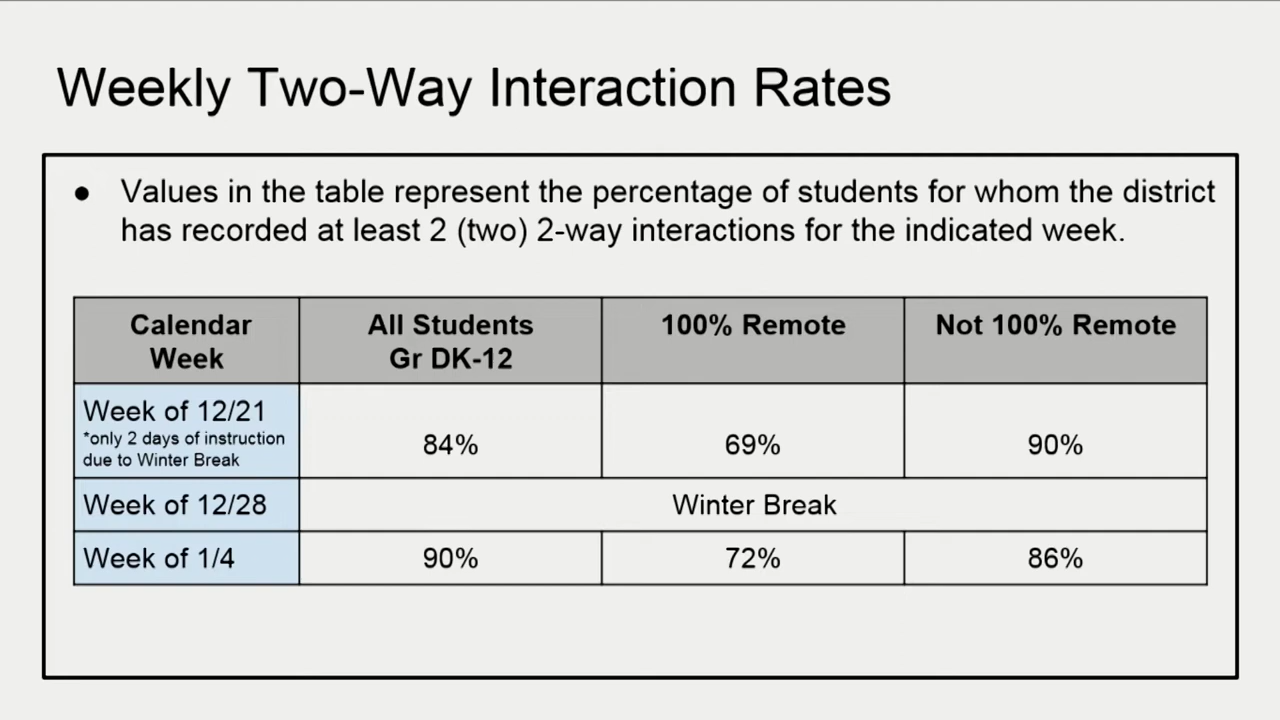 Weekly Two-Way Interaction Rates
● Values in the table represent the percentage of students for whom the district
has recorded at least 2 (two) 2-way interactions for the indicated week.
Calendar Week
All Students Gr DK-12
100% Remote
Not 100% Remote
Week of 12/21
*only 2 days of instruction
due to Winter Break
84%
69%
90%
Week of 12/28
Winter Break
Week of 1/4
90%
72%
86%